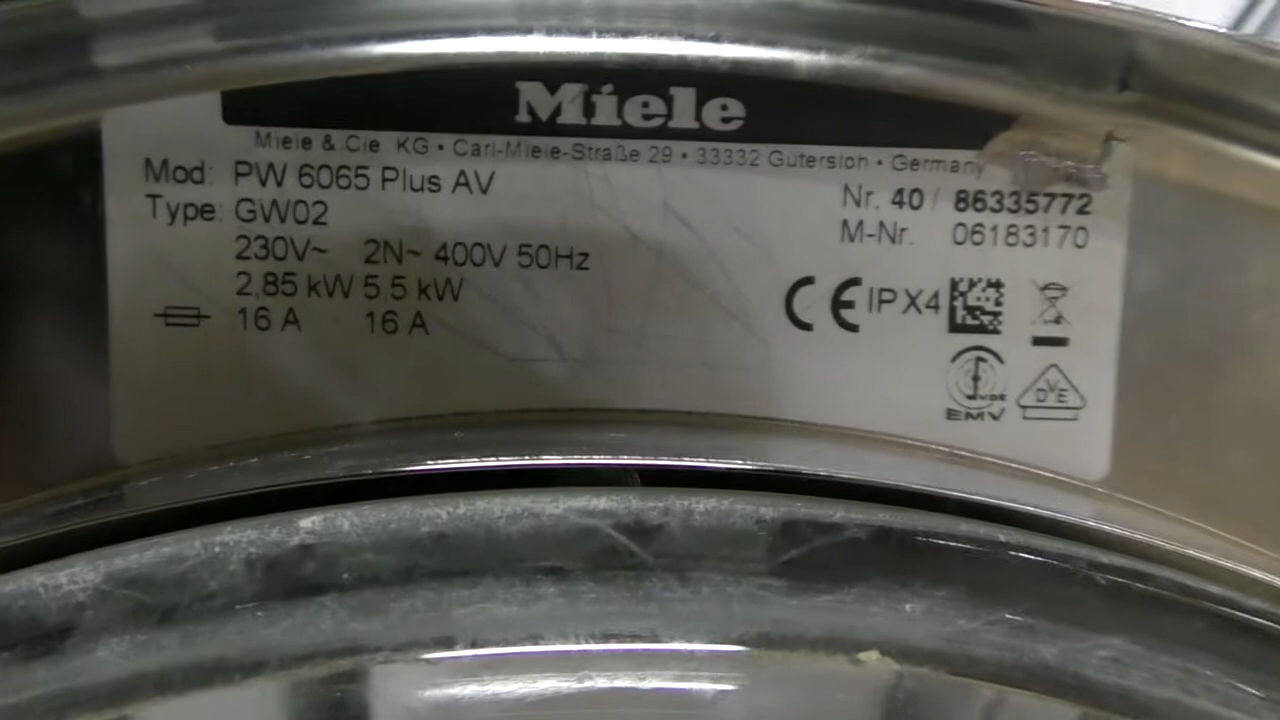 Miele
Miele & Cie KG • Carl-Miele-Straße 29 • 33332 Gütersloh • Germany
Mod: PW 6065 Plus AV
Nr. 40 / 86335772
Type: GW02
M-Nr. 06183170
230V~ 2N~ 400V 50Hz
2,85 kW 5,5 kW
16 A 16 A
CE IPX4
VDE
EMV
DVE